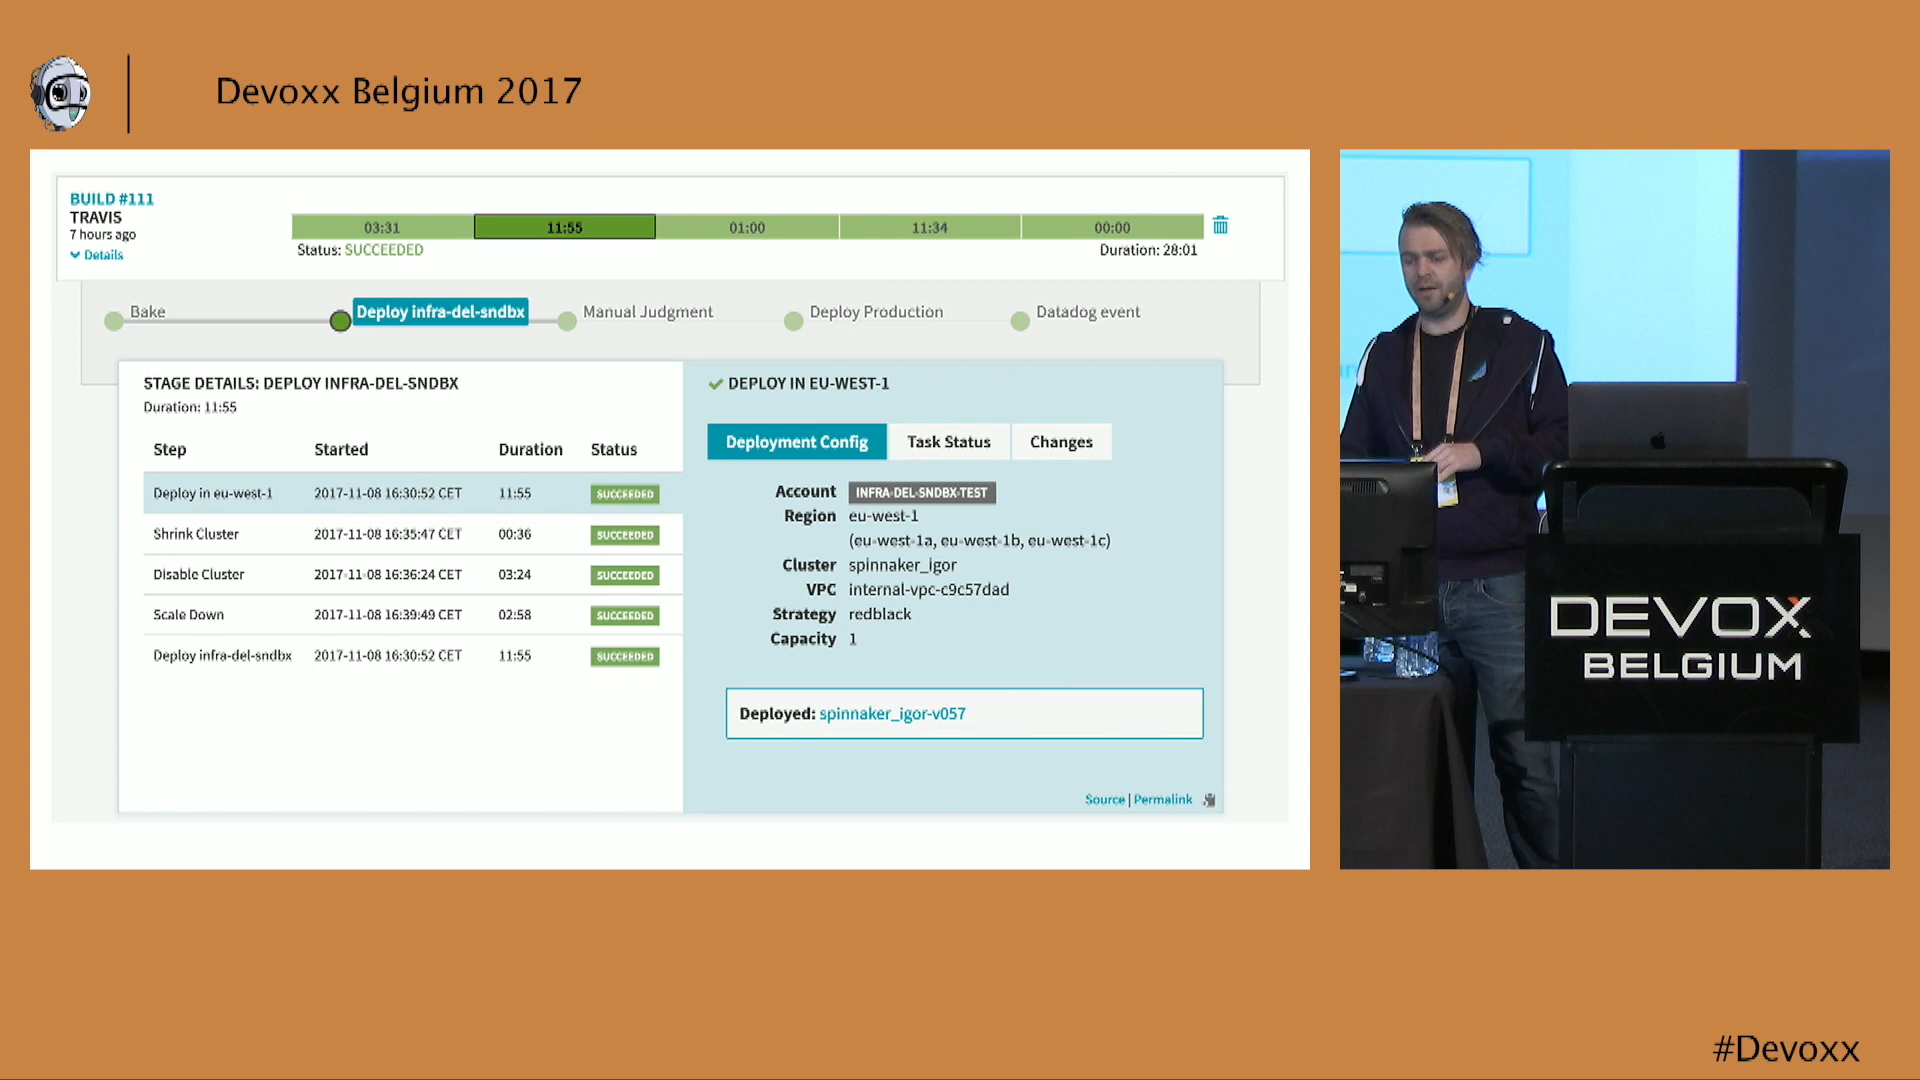 Devoxx Belgium 2017
BUILD #111
TRAVIS
7 hours ago
Details
03:31 11:55 01:00 11:34 00:00
Status: SUCCEEDED Duration: 28:01
Bake Deploy infra-del-sndbx Manual Judgment Deploy Production Datadog event
STAGE DETAILS: DEPLOY INFRA-DEL-SNDBX
Duration: 11:55
Step Started Duration Status
Deploy in eu-west-1 2017-11-08 16:30:52 CET 11:55 SUCCEEDED
Shrink Cluster 2017-11-08 16:35:47 CET 00:36 SUCCEEDED
Disable Cluster 2017-11-08 16:36:24 CET 03:24 SUCCEEDED
Scale Down 2017-11-08 16:39:49 CET 02:58 SUCCEEDED
Deploy infra-del-sndbx 2017-11-08 16:30:52 CET 11:55 SUCCEEDED
DEPLOY IN EU-WEST-1
Deployment Config Task Status Changes
Account INFRA-DEL-SNDBX-TEST
Region eu-west-1
(eu-west-1a, eu-west-1b, eu-west-1c)
Cluster spinnaker_igor
VPC internal-vpc-c9c57dad
Strategy redblack
Capacity 1
Deployed: spinnaker_igor-v057
Source | Permalink
DEVOXX
BELGIUM
#Devoxx